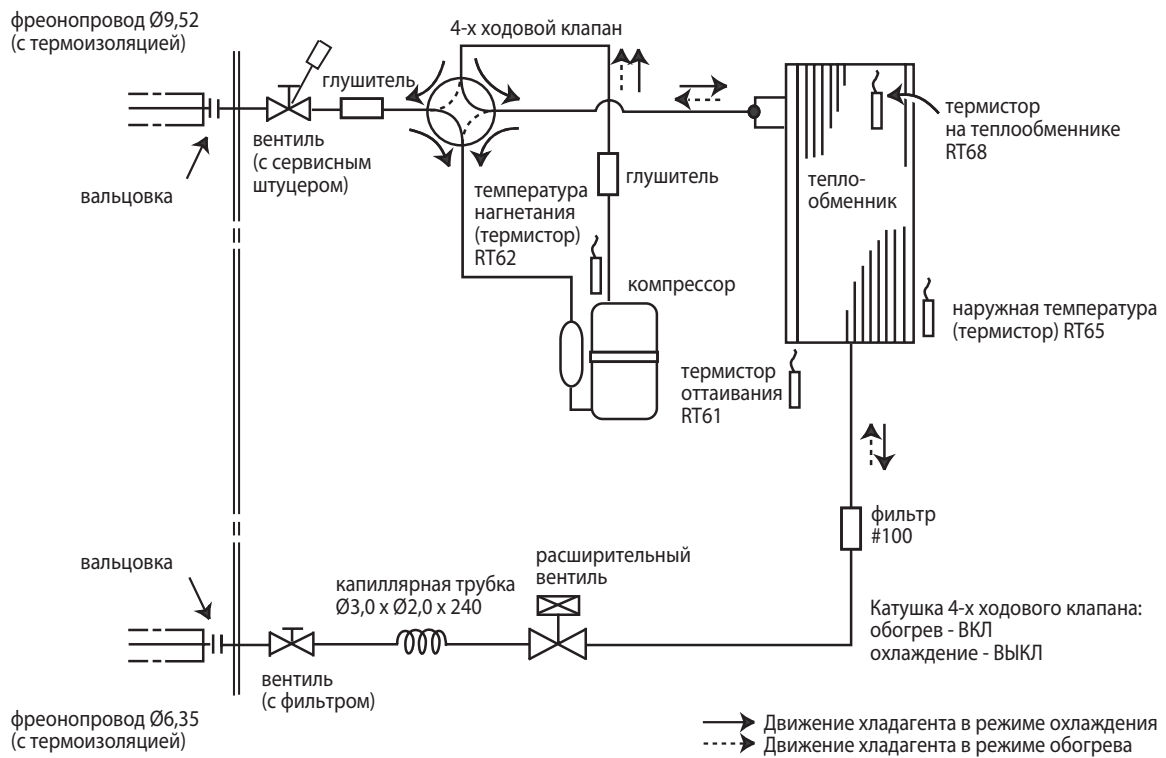 фреонопровод Ø9,52
(с термоизоляцией)
4-х ходовой клапан
глушитель
вентиль
(с сервисным
штуцером)
вальцовка
термистор
на теплообменнике
RT68
тепло-
обменник
глушитель
температура
нагнетания
(термистор)
RT62
компрессор
наружная температура
(термистор) RT65
термистор
оттаивания
RT61
фильтр
#100
вальцовка
расширительный
вентиль
капиллярная трубка
Ø3,0 x Ø2,0 x 240
Катушка 4-х ходового клапана:
обогрев - ВКЛ
охлаждение - ВЫКЛ
вентиль
(с фильтром)
фреонопровод Ø6,35
(с термоизоляцией)
Движение хладагента в режиме охлаждения
Движение хладагента в режиме обогрева